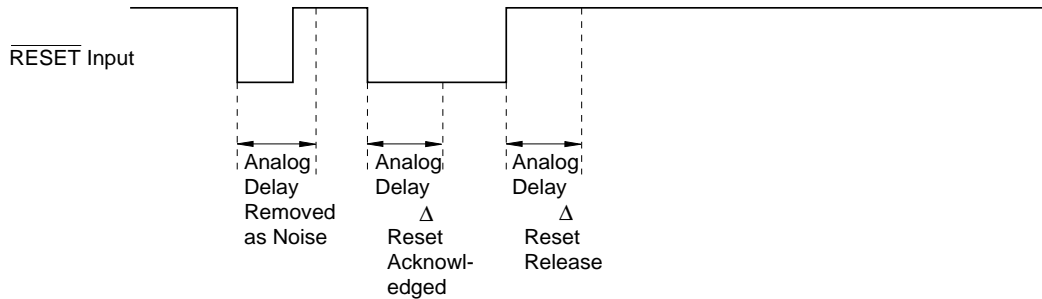 RESET Input
Analog
Delay
Removed
as Noise
Analog
Delay
Δ
Reset
Acknowl-
edged
Analog
Delay
Δ
Reset
Release